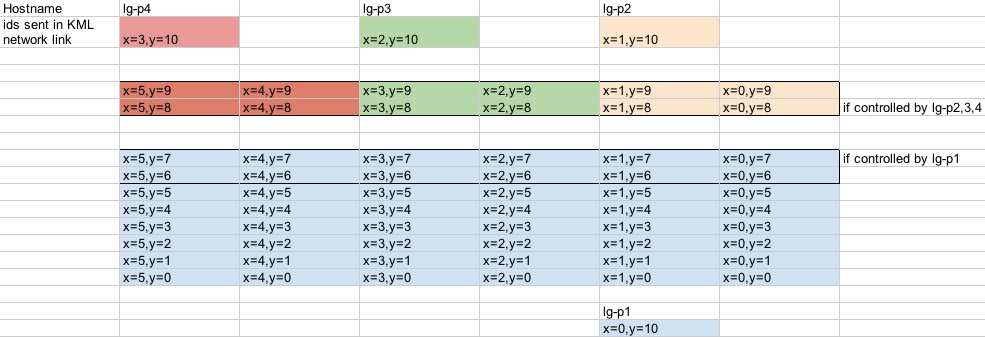 Hostname lg-p4 lg-p3 lg-p2
ids sent in KML
network link x=3,y=10 x=2,y=10 x=1,y=10
x=5,y=9 x=4,y=9 x=3,y=9 x=2,y=9 x=1,y=9 x=0,y=9
x=5,y=8 x=4,y=8 x=3,y=8 x=2,y=8 x=1,y=8 x=0,y=8 if controlled by lg-p2,3,4
x=5,y=7 x=4,y=7 x=3,y=7 x=2,y=7 x=1,y=7 x=0,y=7 if controlled by lg-p1
x=5,y=6 x=4,y=6 x=3,y=6 x=2,y=6 x=1,y=6 x=0,y=6
x=5,y=5 x=4,y=5 x=3,y=5 x=2,y=5 x=1,y=5 x=0,y=5
x=5,y=4 x=4,y=4 x=3,y=4 x=2,y=4 x=1,y=4 x=0,y=4
x=5,y=3 x=4,y=3 x=3,y=3 x=2,y=3 x=1,y=3 x=0,y=3
x=5,y=2 x=4,y=2 x=3,y=2 x=2,y=2 x=1,y=2 x=0,y=2
x=5,y=1 x=4,y=1 x=3,y=1 x=2,y=1 x=1,y=1 x=0,y=1
x=5,y=0 x=4,y=0 x=3,y=0 x=2,y=0 x=1,y=0 x=0,y=0
lg-p1
x=0,y=10